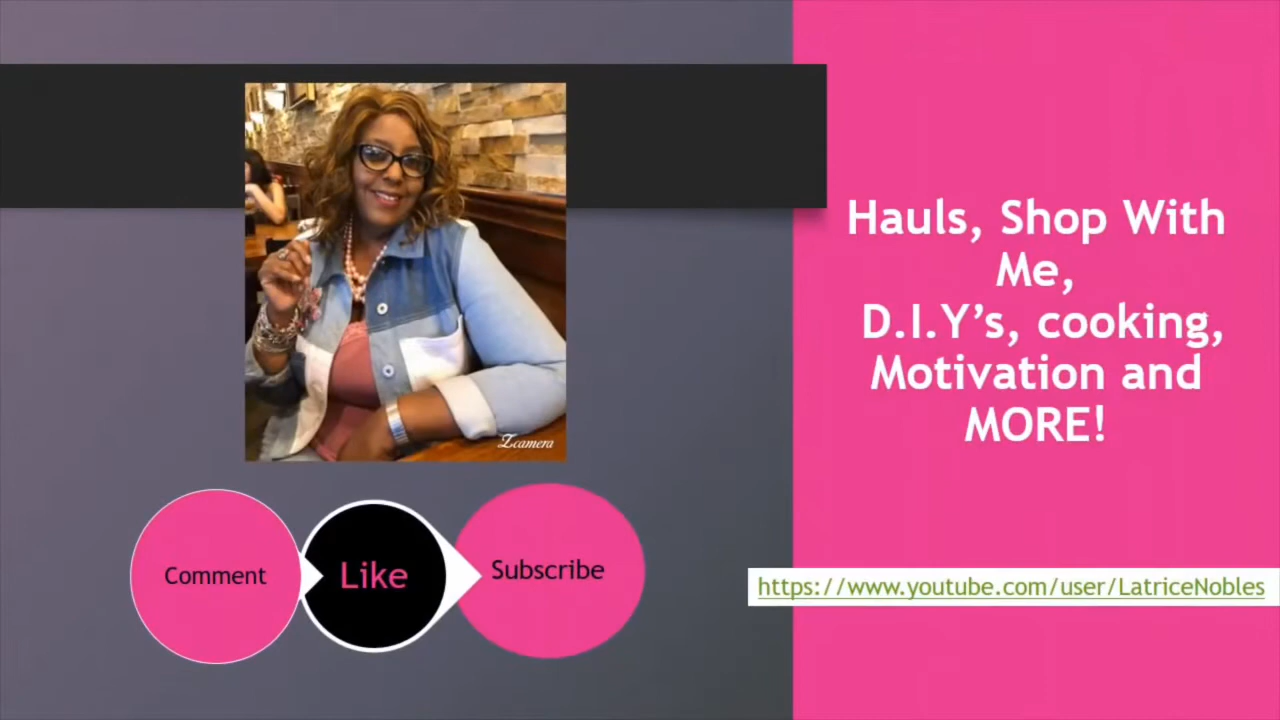 Hauls, Shop With
Me,
D.I.Y’s, cooking,
Motivation and
MORE!
Zcamera
Comment
Like
Subscribe
https://www.youtube.com/user/LatriceNobles